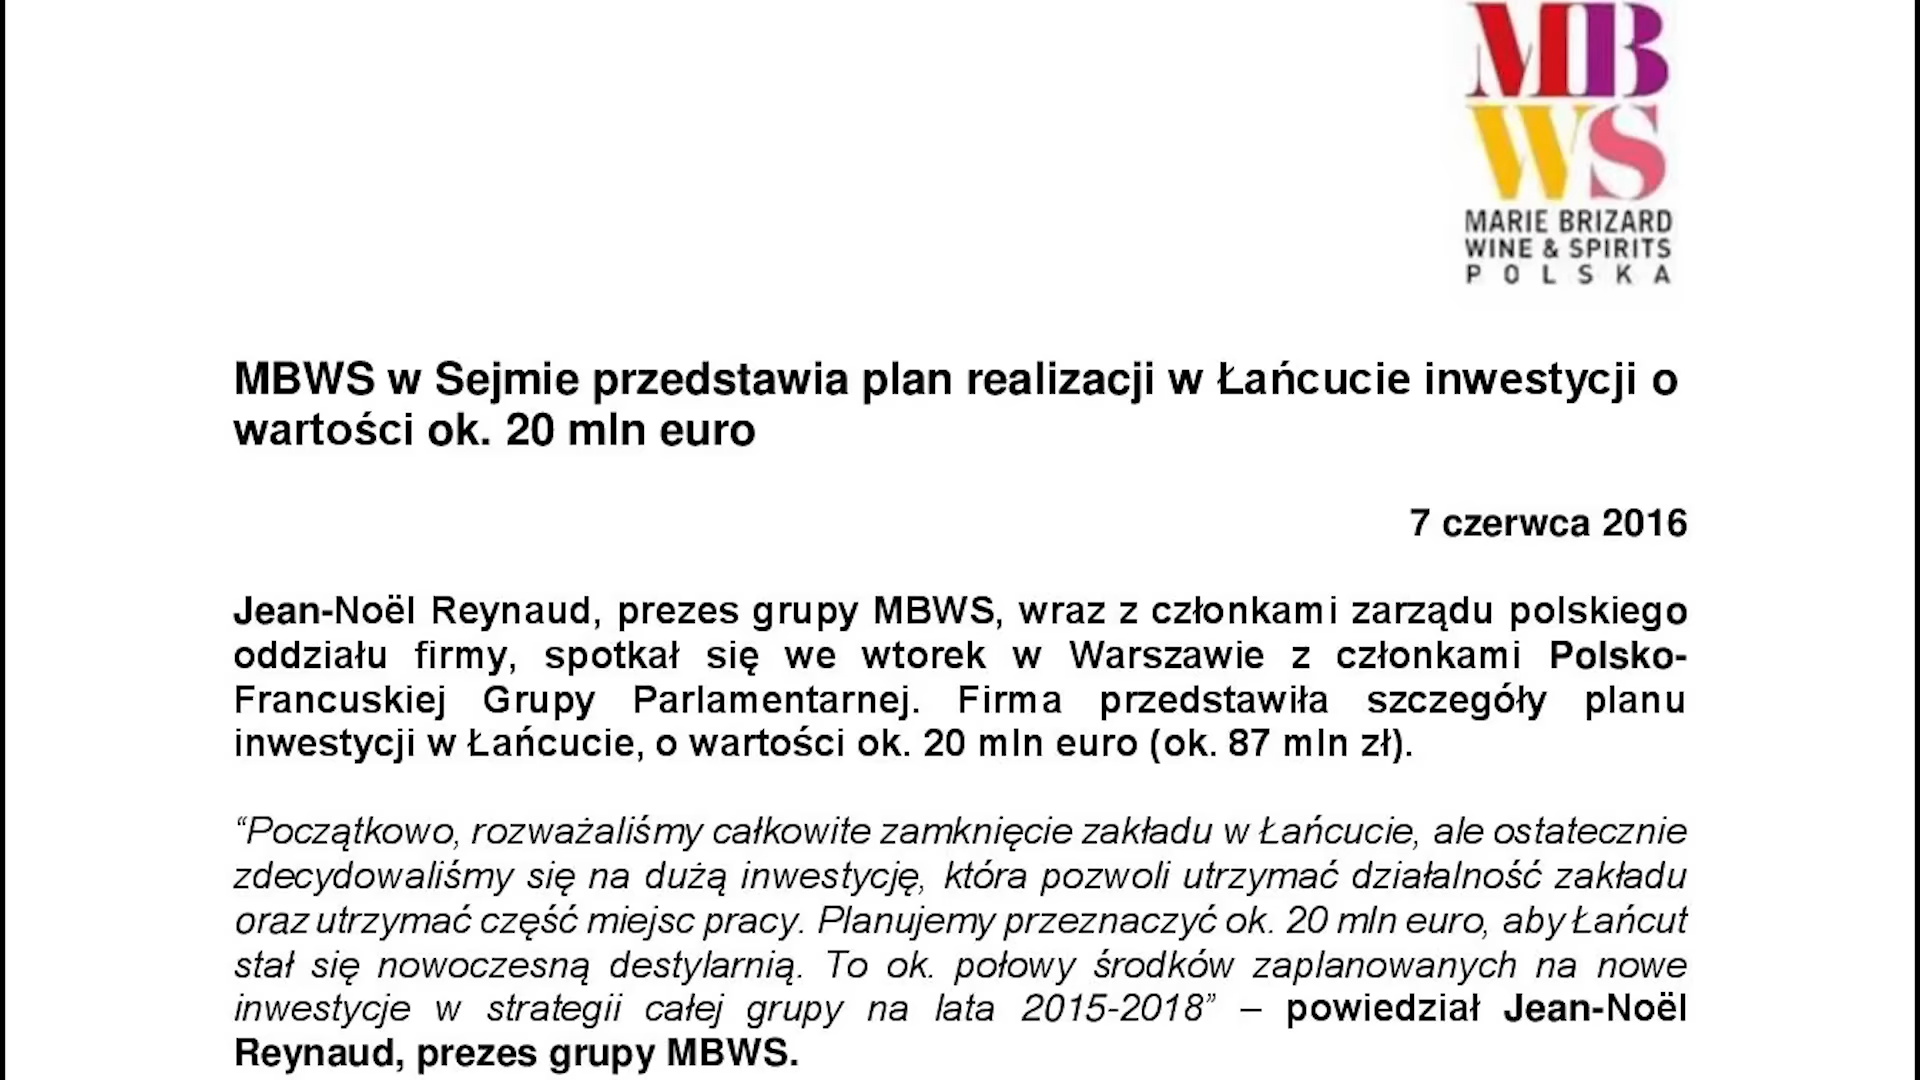 MB
WS
MARIE BRIZARD
WINE & SPIRITS
POLSKA
MBWS w Sejmie przedstawia plan realizacji w Łańcucie inwestycji o
wartości ok. 20 mln euro
7 czerwca 2016
Jean-Noël Reynaud, prezes grupy MBWS, wraz z członkami zarządu polskiego
oddziału firmy, spotkał się we wtorek w Warszawie z członkami Polsko-
Francuskiej Grupy Parlamentarnej. Firma przedstawiła szczegóły planu
inwestycji w Łańcucie, o wartości ok. 20 mln euro (ok. 87 mln zł).
“Początkowo, rozważaliśmy całkowite zamknięcie zakładu w Łańcucie, ale ostatecznie
zdecydowaliśmy się na dużą inwestycję, która pozwoli utrzymać działalność zakładu
oraz utrzymać część miejsc pracy. Planujemy przeznaczyć ok. 20 mln euro, aby Łańcut
stał się nowoczesną destylarnią. To ok. połowy środków zaplanowanych na nowe
inwestycje w strategii całej grupy na lata 2015-2018” – powiedział Jean-Noël
Reynaud, prezes grupy MBWS.